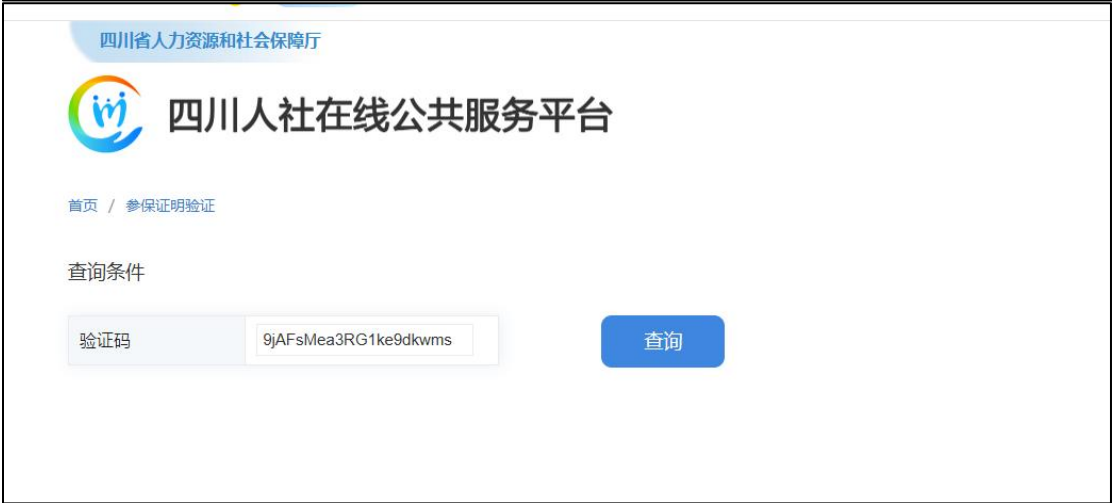 四川省人力资源和社会保障厅
四川人社在线公共服务平台
首页 / 参保证明验证
查询条件
验证码 9jAFsMea3RG1ke9dkwms 查询